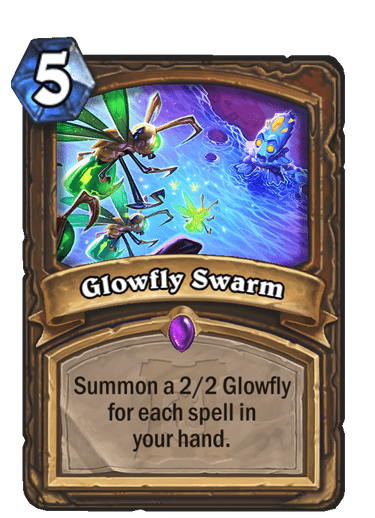 5
Glowfly Swarm
Summon a 2/2 Glowfly
for each spell in
your hand.